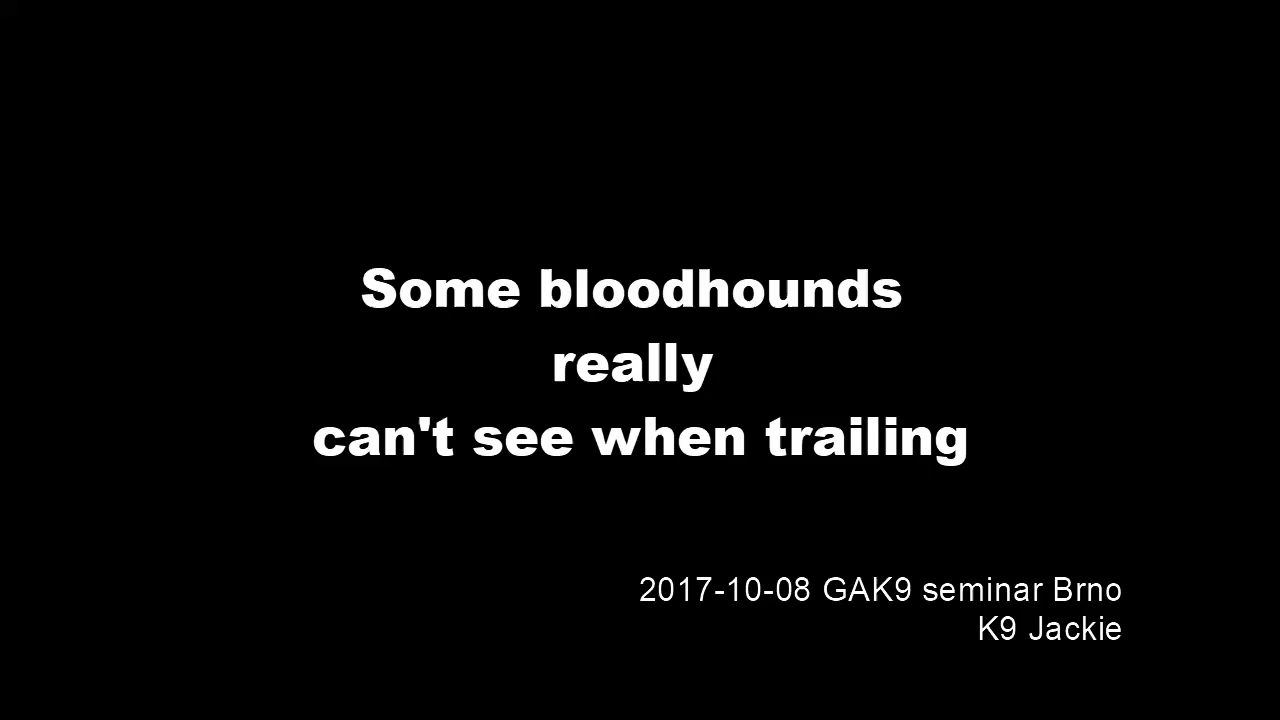 Some bloodhounds
really
can't see when trailing
2017-10-08 GAK9 seminar Brno
K9 Jackie